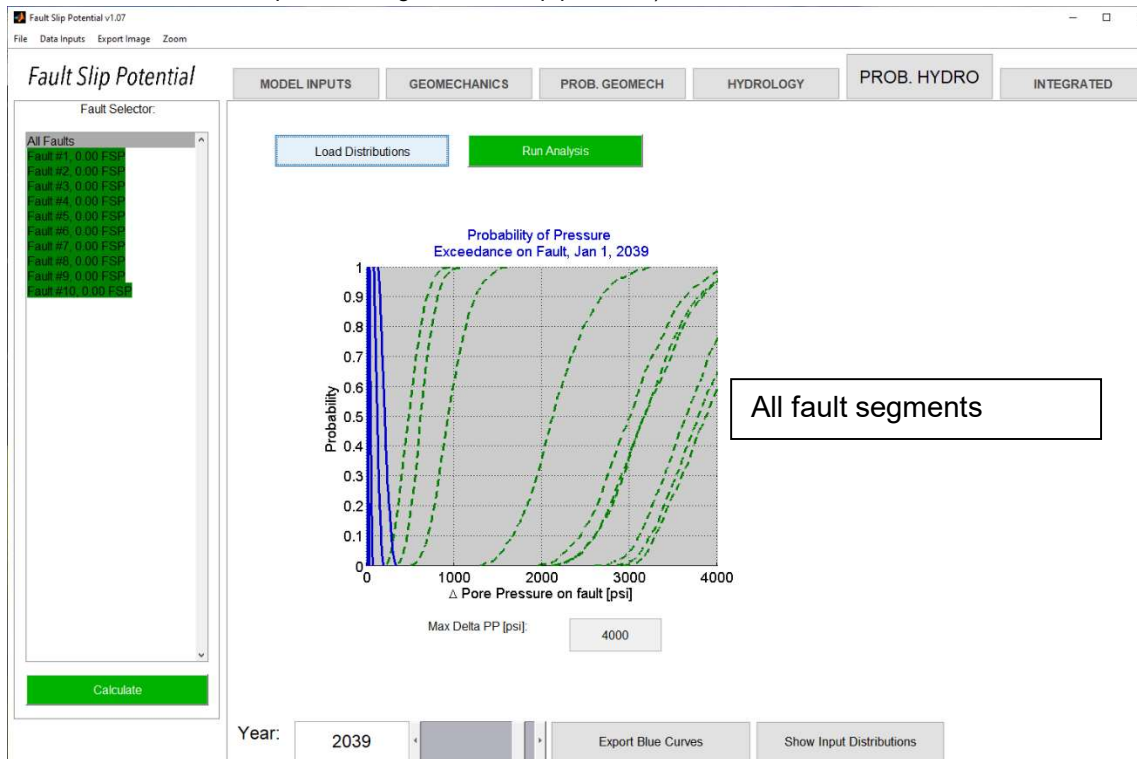 Fault Slip Potential v1.07
File Data Inputs Export Image Zoom
Fault Slip Potential
MODEL INPUTS GEOMECHANICS PROB. GEOMECH HYDROLOGY PROB. HYDRO INTEGRATED
Fault Selector:
All Faults
Fault #1, 0.00 FSP
Fault #2, 0.00 FSP
Fault #3, 0.00 FSP
Fault #4, 0.00 FSP
Fault #5, 0.00 FSP
Fault #6, 0.00 FSP
Fault #7, 0.00 FSP
Fault #8, 0.00 FSP
Fault #9, 0.00 FSP
Fault #10, 0.00 FSP
Calculate
Load Distributions Run Analysis
Probability of Pressure
Exceedance on Fault, Jan 1, 2039
1
0.9
0.8
0.7
0.6
0.5
0.4
0.3
0.2
0.1
0
Probability
0 1000 2000 3000 4000
Δ Pore Pressure on fault [psi]
Max Delta PP [psi]: 4000
All fault segments
Year: 2039 Export Blue Curves Show Input Distributions